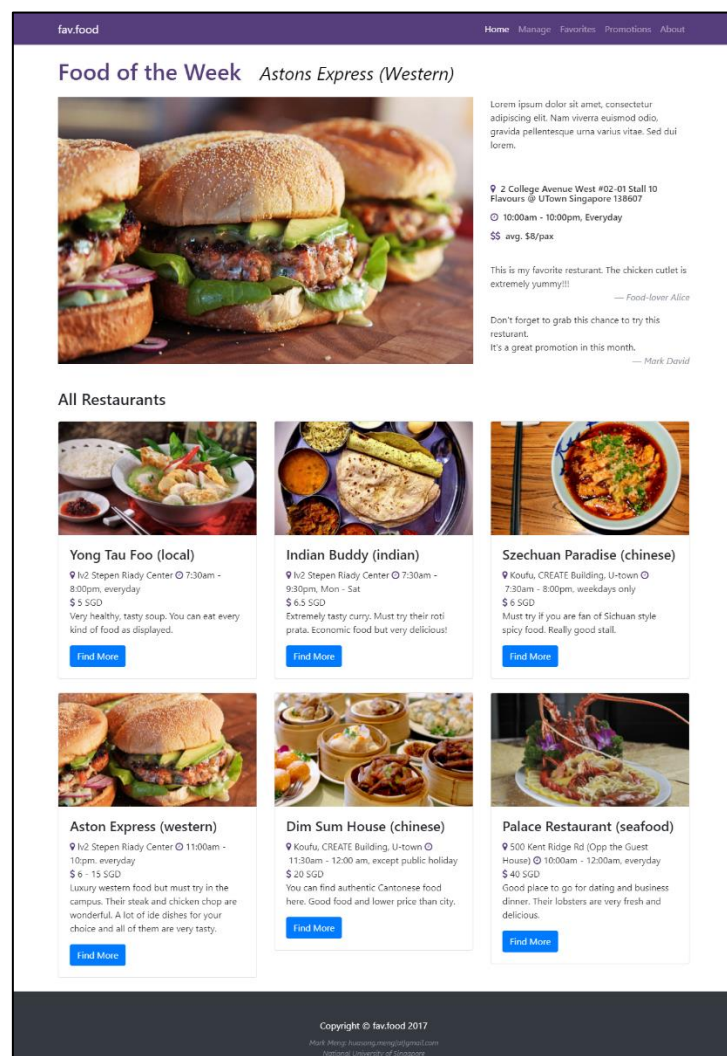 fav.food
Home Manage Favorites Promotions About
Food of the Week Astons Express (Western)
Lorem ipsum dolor sit amet, consectetur
adipiscing elit. Nam viverra euismod odio,
gravida pellentesque urna varius vitae. Sed dui
lorem.
2 College Avenue West #02-01 Stall 10
Flavours @ UTown Singapore 138607
10:00am - 10:00pm, Everyday
$$ avg. $8/pax
This is my favorite resturant. The chicken cutlet is
extremely yummy!!!
— Food-lover Alice
Don't forget to grab this chance to try this
resturant.
It's a great promotion in this month.
— Mark David
All Restaurants
Yong Tau Foo (local)
lv2 Stepen Riady Center 7:30am -
8:00pm, everyday
$ 5 SGD
Very healthy, tasty soup. You can eat every
kind of food as displayed.
Find More
Indian Buddy (indian)
lv2 Stepen Riady Center 7:30am -
9:30pm, Mon - Sat
$ 6.5 SGD
Extremely tasty curry. Must try their roti
prata. Economic food but very delicious!
Find More
Szechuan Paradise (chinese)
Koufu, CREATE Building, U-town
7:30am - 8:00pm, weekdays only
$ 6 SGD
Must try if you are fan of Sichuan style
spicy food. Really good stall.
Find More
Aston Express (western)
lv2 Stepen Riady Center 11:00am -
10:pm. everyday
$ 6 - 15 SGD
Luxury western food but must try in the
campus. Their steak and chicken chop are
wonderful. A lot of ide dishes for your
choice and all of them are very tasty.
Find More
Dim Sum House (chinese)
Koufu, CREATE Building, U-town
11:30am - 12:00 am, except public holiday
$ 20 SGD
You can find authentic Cantonese food
here. Good food and lower price than city.
Find More
Palace Restaurant (seafood)
500 Kent Ridge Rd (Opp the Guest
House) 10:00am - 12:00am, everyday
$ 40 SGD
Good place to go for dating and business
dinner. Their lobsters are very fresh and
delicious.
Find More
Copyright © fav.food 2017
Mark Meng: huasong.meng(at)gmail.com
National University of Singapore